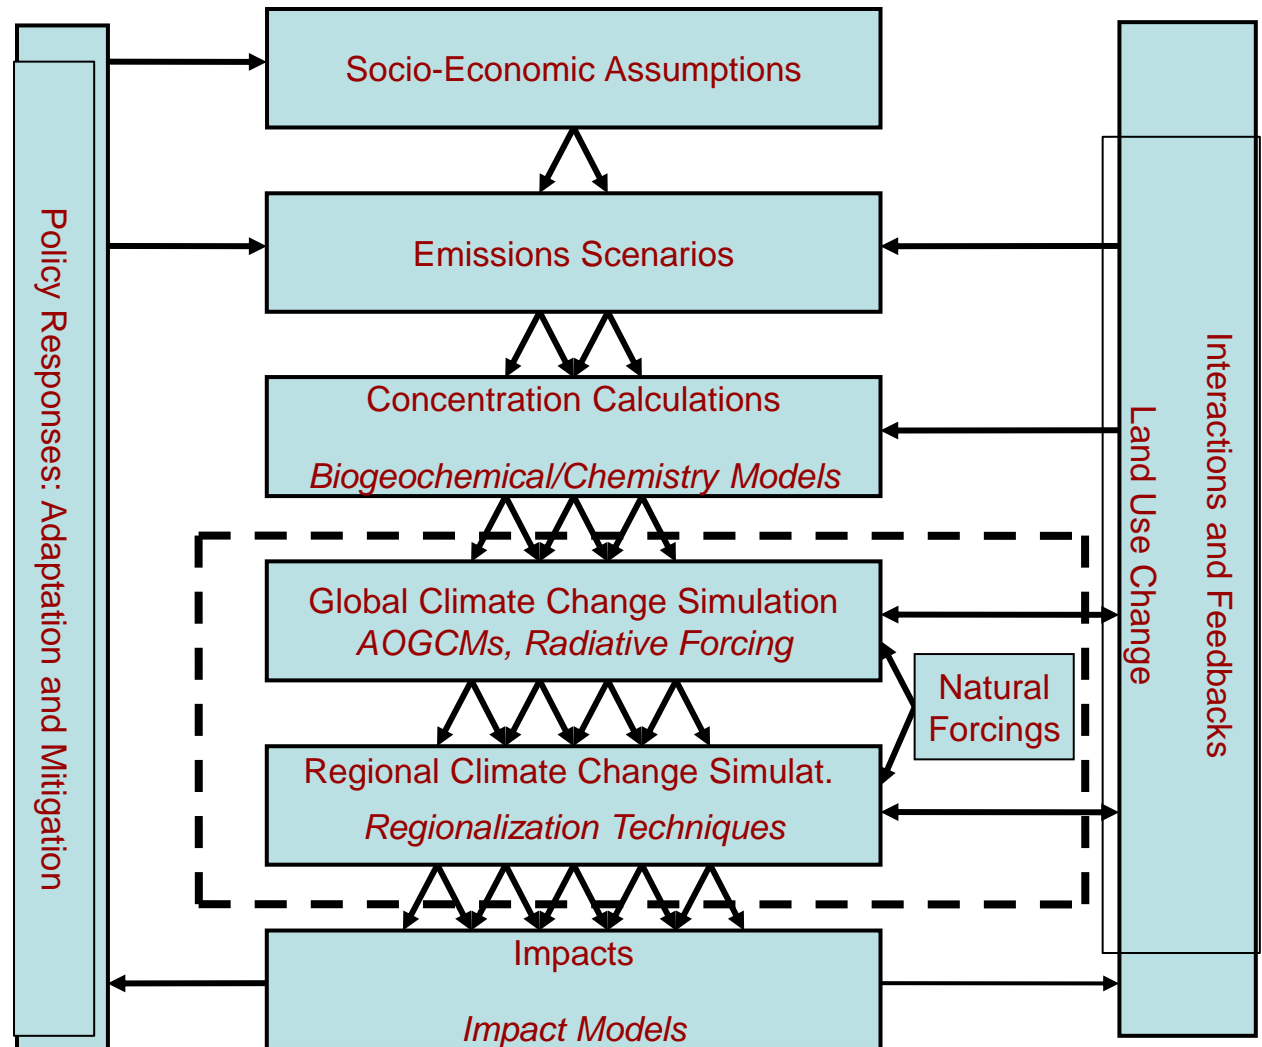 Socio-Economic Assumptions
Emissions Scenarios
Concentration Calculations
Biogeochemical/Chemistry Models
Global Climate Change Simulation
AOGCMs, Radiative Forcing
Natural
Forcings
Regional Climate Change Simulat.
Regionalization Techniques
Impacts
Impact Models
Policy Responses: Adaptation and Mitigation
Interactions and Feedbacks
Land Use Change